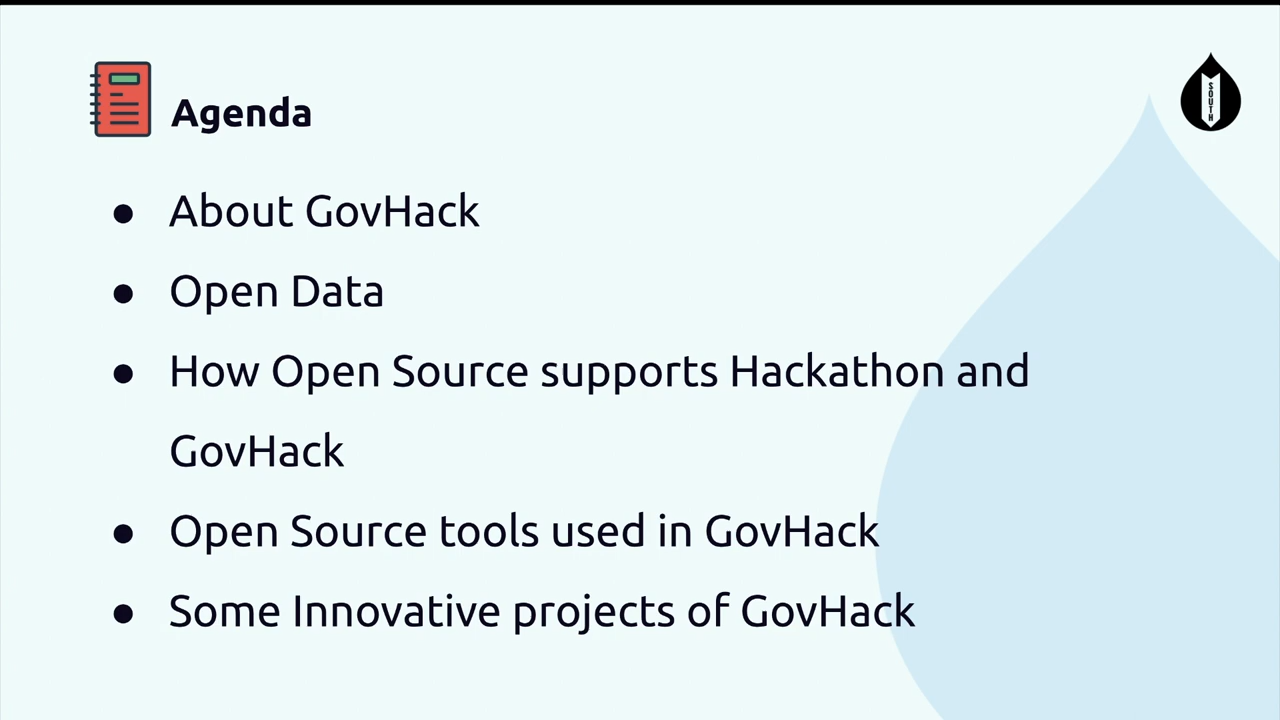 Agenda
SOUTH
● About GovHack
● Open Data
● How Open Source supports Hackathon and
GovHack
● Open Source tools used in GovHack
● Some Innovative projects of GovHack